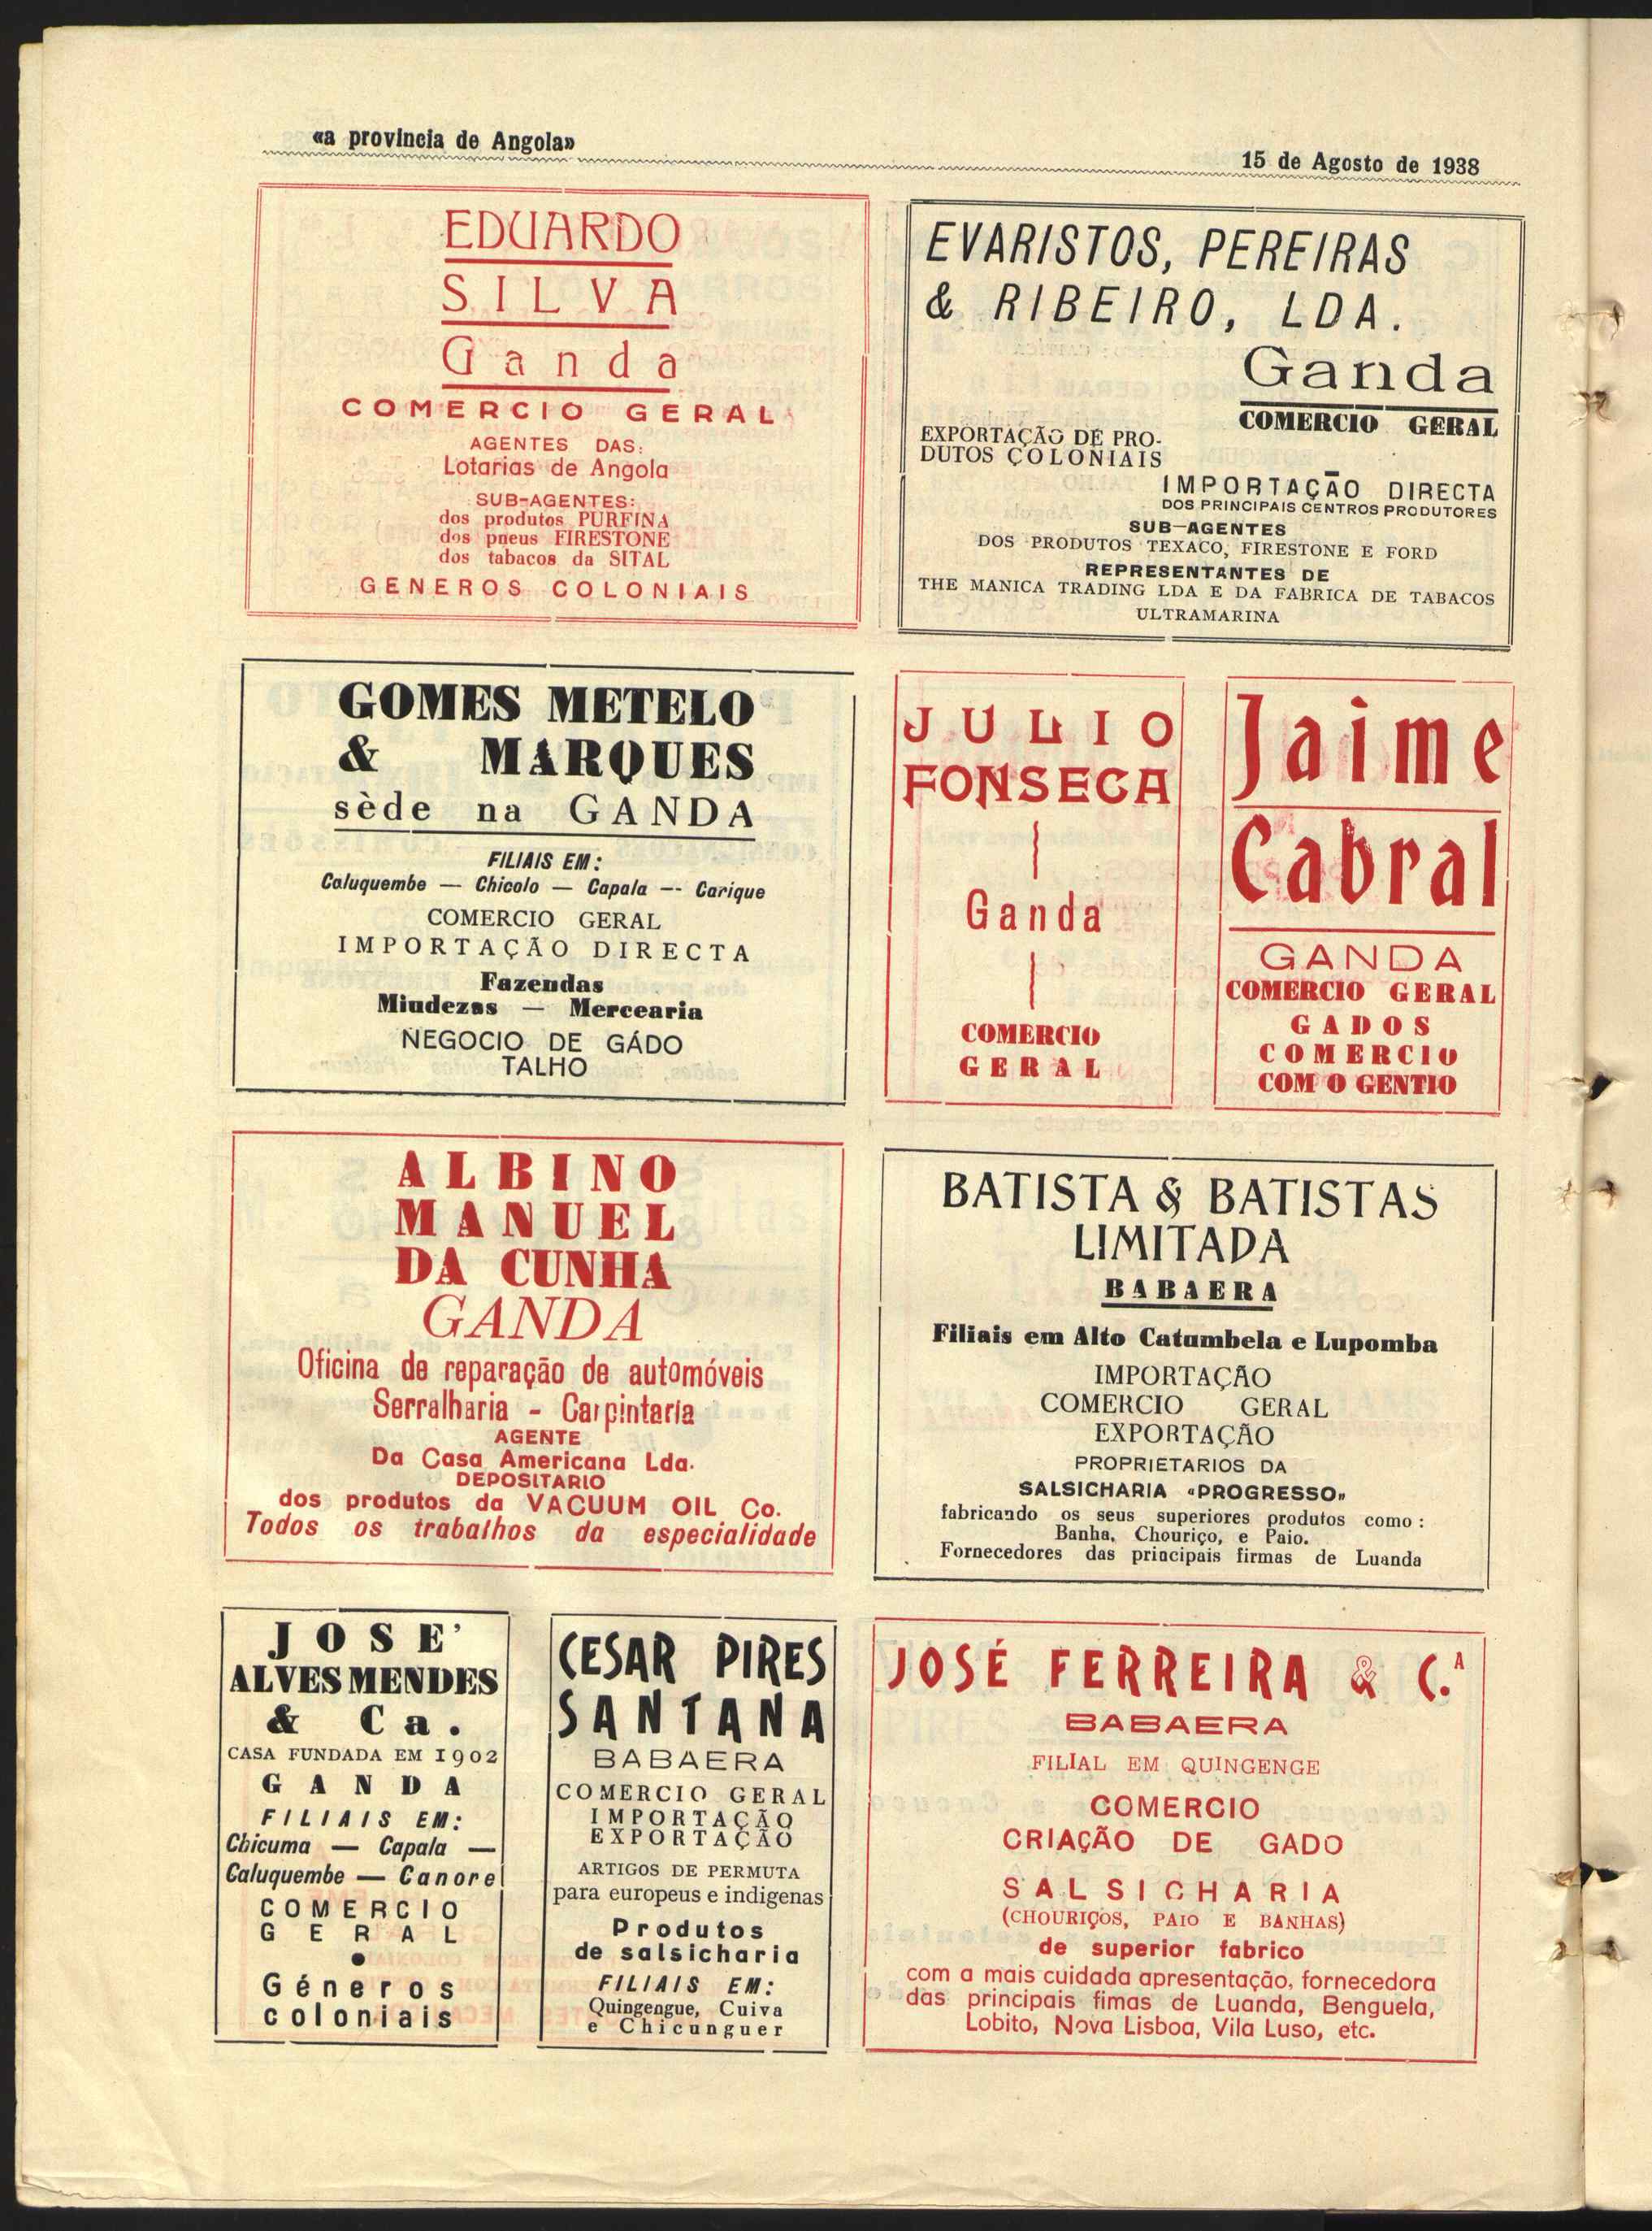 «a provincia de Angola»
15 de Agosto de 1938
EDUARDO
SILVA
Ganda
COMERCIO GERAL
AGENTES DAS:
Lotarias de Angola
SUB-AGENTES:
dos produtos PURFINA
dos pneus FIRESTONE
dos tabacos da SITAL
GENEROS COLONIAIS
EVARISTOS, PEREIRAS
& RIBEIRO, LDA.
Ganda
COMERCIO GERAL
EXPORTAÇÃO DE PRO-
DUTOS COLONIAIS
IMPORTAÇÃO DIRECTA
DOS PRINCIPAIS CENTROS PRODUTORES
SUB-AGENTES
DOS PRODUTOS TEXACO, FIRESTONE E FORD
REPRESENTANTES DE
THE MANICA TRADING LDA E DA FABRICA DE TABACOS
ULTRAMARINA
GOMES METELO
& MARQUES
sède na GANDA
FILIAIS EM:
Caluquembe — Chicolo — Capala — Carique
COMERCIO GERAL
IMPORTAÇÃO DIRECTA
Fazendas
Miudezas — Mercearia
NEGOCIO DE GÁDO
TALHO
JULIO
FONSECA
Ganda
COMERCIO
GERAL
Jaime
Cabral
GANDA
COMERCIO GERAL
GADOS
COMERCIO
COM O GENTIO
ALBINO
MANUEL
DA CUNHA
GANDA
Oficina de reparação de automóveis
Serralharia - Carpintaria
AGENTE
Da Casa Americana Lda.
DEPOSITARIO
dos produtos da VACUUM OIL Co.
Todos os trabalhos da especialidade
BATISTA & BATISTAS
LIMITADA
BABAERA
Filiais em Alto Catumbela e Lupomba
IMPORTAÇÃO
COMERCIO GERAL
EXPORTAÇÃO
PROPRIETARIOS DA
SALSICHARIA «PROGRESSO»
fabricando os seus superiores produtos como:
Banha, Chouriço, e Paio.
Fornecedores das principais firmas de Luanda
JOSE'
ALVES MENDES
& Ca.
CASA FUNDADA EM 1902
GANDA
FILIAIS EM:
Chicuma — Capala —
Caluquembe — Canorel
COMERCIO
GERAL
●
Géneros
coloniais
CESAR PIRES
SANTANA
BABAERA
COMERCIO GERAL
IMPORTAÇÃO
EXPORTAÇÃO
ARTIGOS DE PERMUTA
para europeus e indigenas
Produtos
de salsicharia
FILIAIS EM:
Quingengue, Cuiva
e Chicunguer
JOSÉ FERREIRA & C.ᴬ
BABAERA
FILIAL EM QUINGENGE
COMERCIO
CRIAÇÃO DE GADO
SALSICHARIA
(CHOURIÇOS, PAIO E BANHAS)
de superior fabrico
com a mais cuidada apresentação, fornecedora
das principais fimas de Luanda, Benguela,
Lobito, Nova Lisboa, Vila Luso, etc.